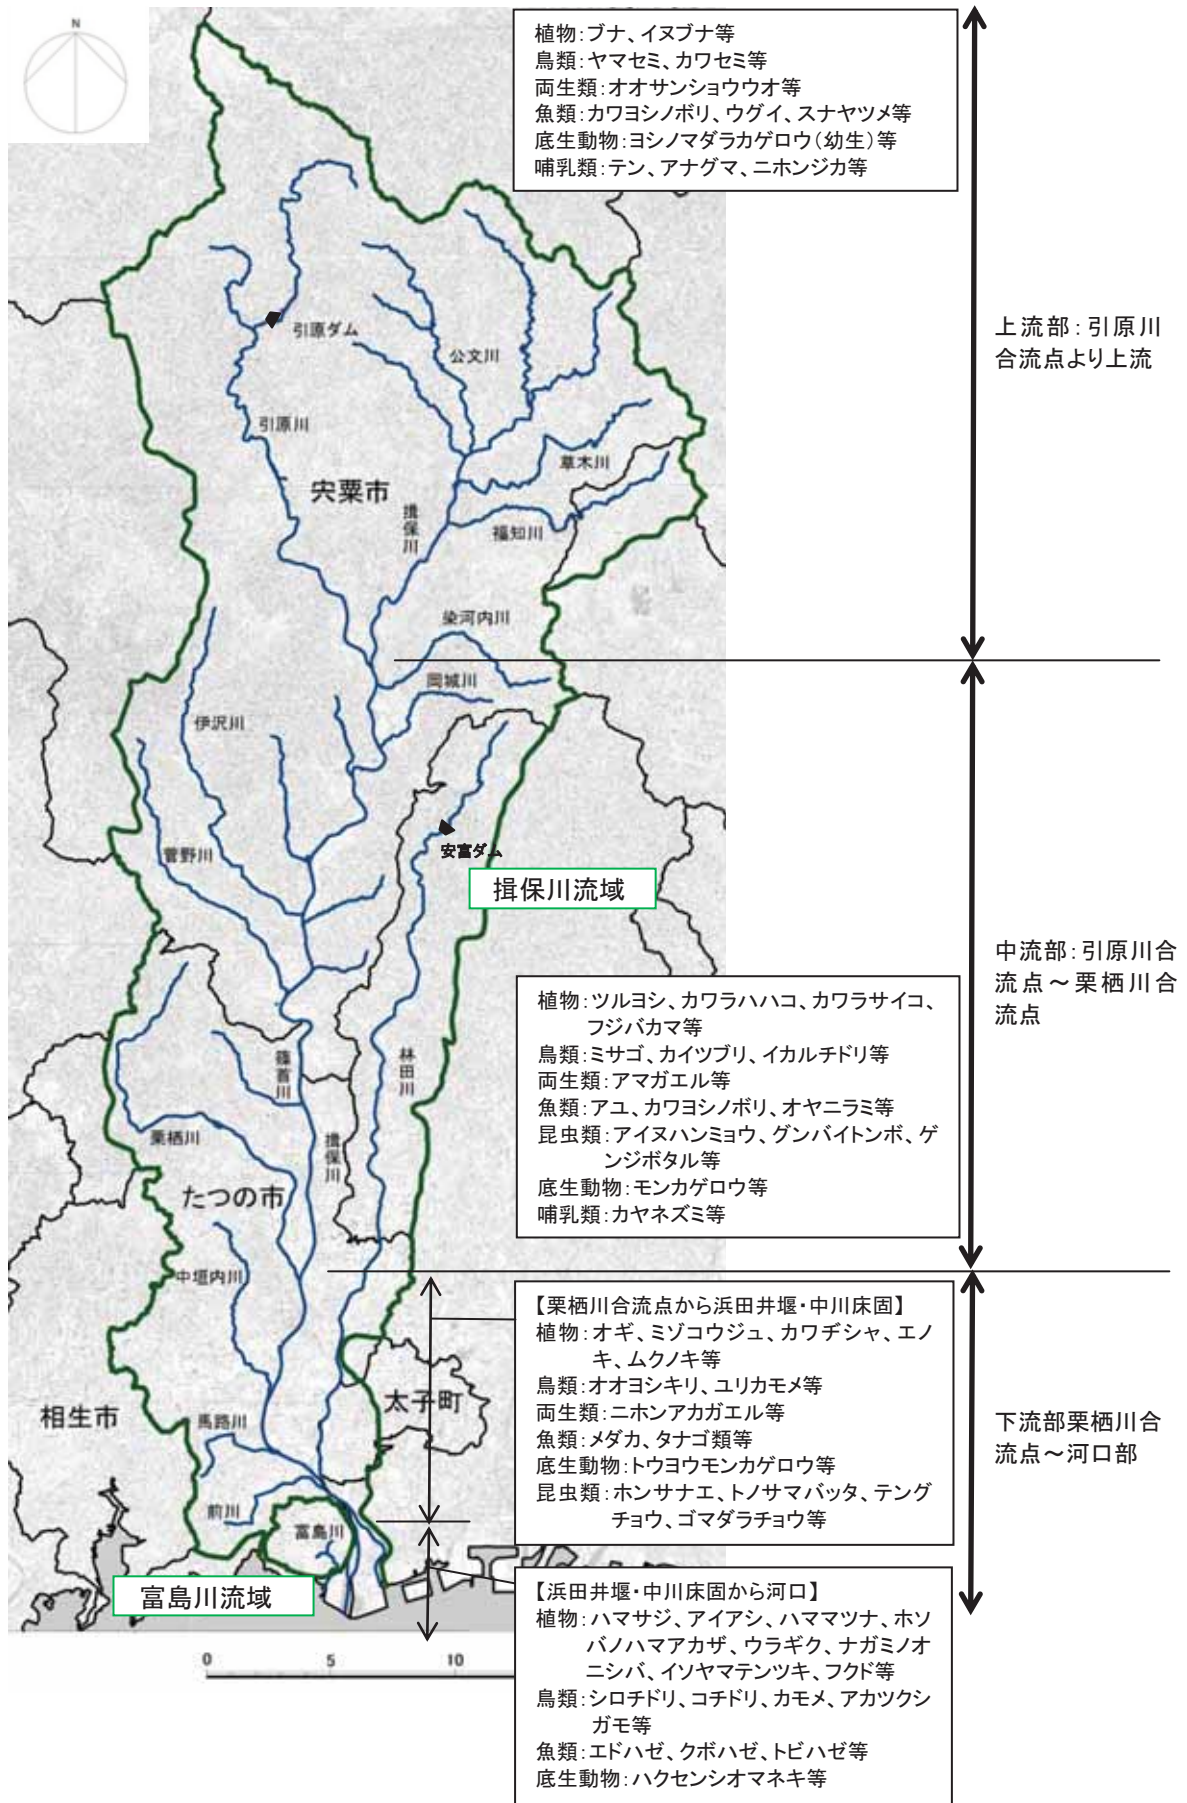 N
植物：ブナ、イヌブナ等
鳥類：ヤマセミ、カワセミ等
両生類：オオサンショウウオ等
魚類：カワヨシノボリ、ウグイ、スナヤツメ等
底生動物：ヨシノマダラカゲロウ（幼生）等
哺乳類：テン、アナグマ、ニホンジカ等
上流部：引原川
合流点より上流
引原ダム
公文川
引原川
草木川
宍粟市
揖保川
福知川
染河内川
岡城川
伊沢川
安富ダム
菅野川
揖保川流域
中流部：引原川合
流点～栗栖川合
流点
植物：ツルヨシ、カワラハハコ、カワラサイコ、
フジバカマ等
鳥類：ミサゴ、カイツブリ、イカルチドリ等
両生類：アマガエル等
魚類：アユ、カワヨシノボリ、オヤニラミ等
昆虫類：アイヌハンミョウ、グンバイトンボ、ゲ
ンジボタル等
底生動物：モンカゲロウ等
哺乳類：カヤネズミ等
篠首川
林田川
栗栖川
揖保川
たつの市
中垣内川
【栗栖川合流点から浜田井堰・中川床固】
植物：オギ、ミゾコウジュ、カワヂシャ、エノ
キ、ムクノキ等
鳥類：オオヨシキリ、ユリカモメ等
両生類：ニホンアカガエル等
魚類：メダカ、タナゴ類等
底生動物：トウヨウモンカゲロウ等
昆虫類：ホンサナエ、トノサマバッタ、テング
チョウ、ゴマダラチョウ等
下流部栗栖川合
流点～河口部
太子町
相生市
馬路川
前川
富島川
富島川流域
【浜田井堰・中川床固から河口】
植物：ハマサジ、アイアシ、ハママツナ、ホソ
バノハマアカザ、ウラギク、ナガミノオ
ニシバ、イソヤマテンツキ、フクド等
鳥類：シロチドリ、コチドリ、カモメ、アカツクシ
ガモ等
魚類：エドハゼ、クボハゼ、トビハゼ等
底生動物：ハクセンシオマネキ等
0 5 10